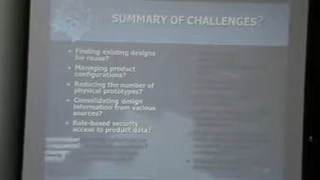 SUMMARY OF CHALLENGES?
Finding existing designs
for reuse?
Managing product
configurations?
Reducing the number of
physical prototypes?
Consolidating design
information from various
sources?
Role-based security
access to product data?